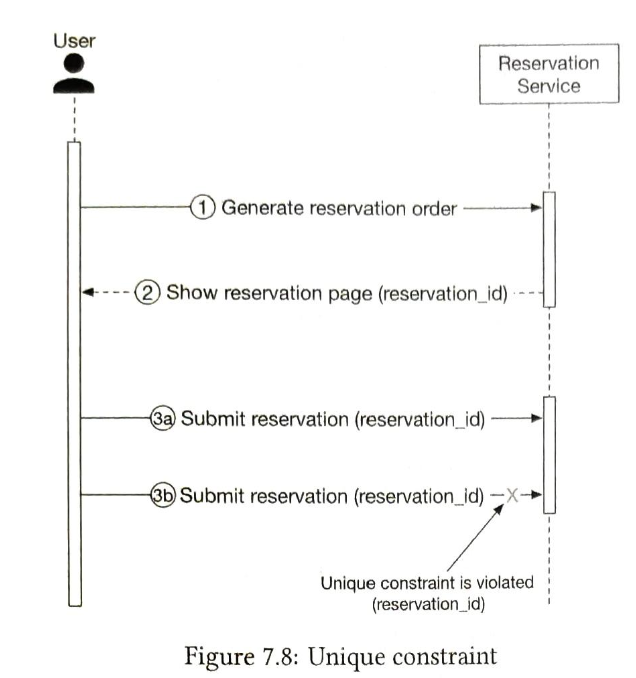 User
Reservation
Service
1 Generate reservation order
2 Show reservation page (reservation_id)
3a Submit reservation (reservation_id)
3b Submit reservation (reservation_id)
X
Unique constraint is violated
(reservation_id)
Figure 7.8: Unique constraint